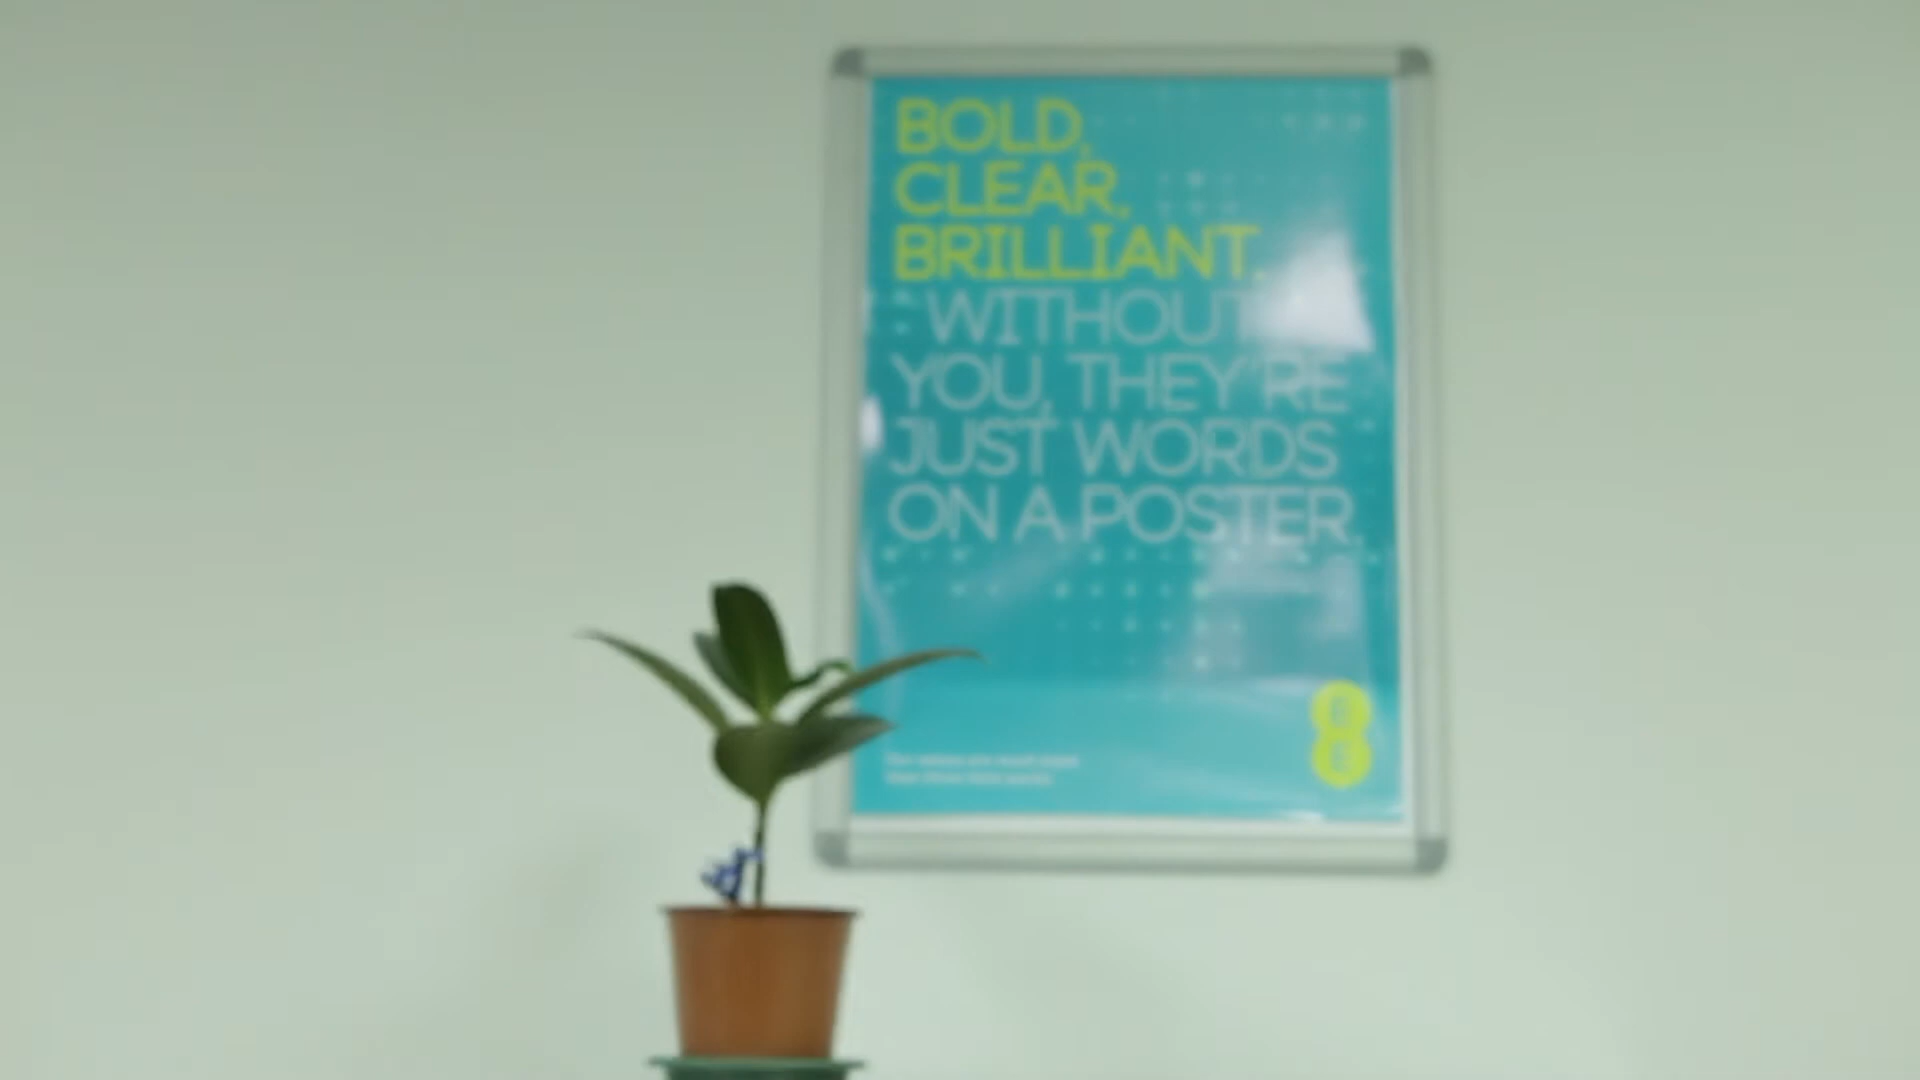 BOLD,
CLEAR,
BRILLIANT.
WITHOUT
YOU, THEY'RE
JUST WORDS
ON A POSTER.
E
E